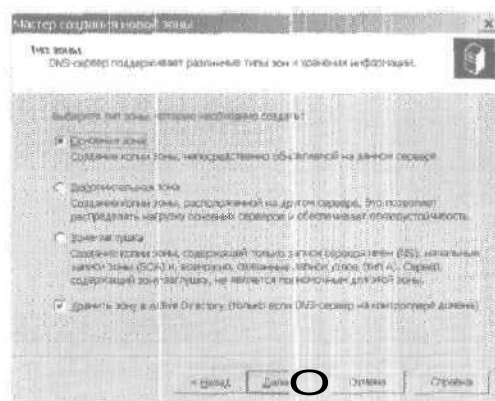 Мастер создания новой зоны
Тип зоны
DNS-сервер поддерживает различные типы зон и хранения информации.
Выберите тип зоны, которую необходимо создать:
Основная зона
Создание копии зоны, непосредственно обновляемой на данном сервере.
Дополнительная зона
Создание копии зоны, расположенной на другом сервере. Это позволяет
распределять нагрузку основных серверов и обеспечивает отказоустойчивость.
Зона-заглушка
Создание копии зоны, содержащей только записи сервера имен (NS), начальные
записи зоны (SOA) и, возможно, связанные записи узлов (тип A). Сервер,
содержащий зону-заглушку, не является полномочным для этой зоны.
Хранить зону в Active Directory (только если DNS-сервер на контроллере домена)
< Назад
Отмена
Справка